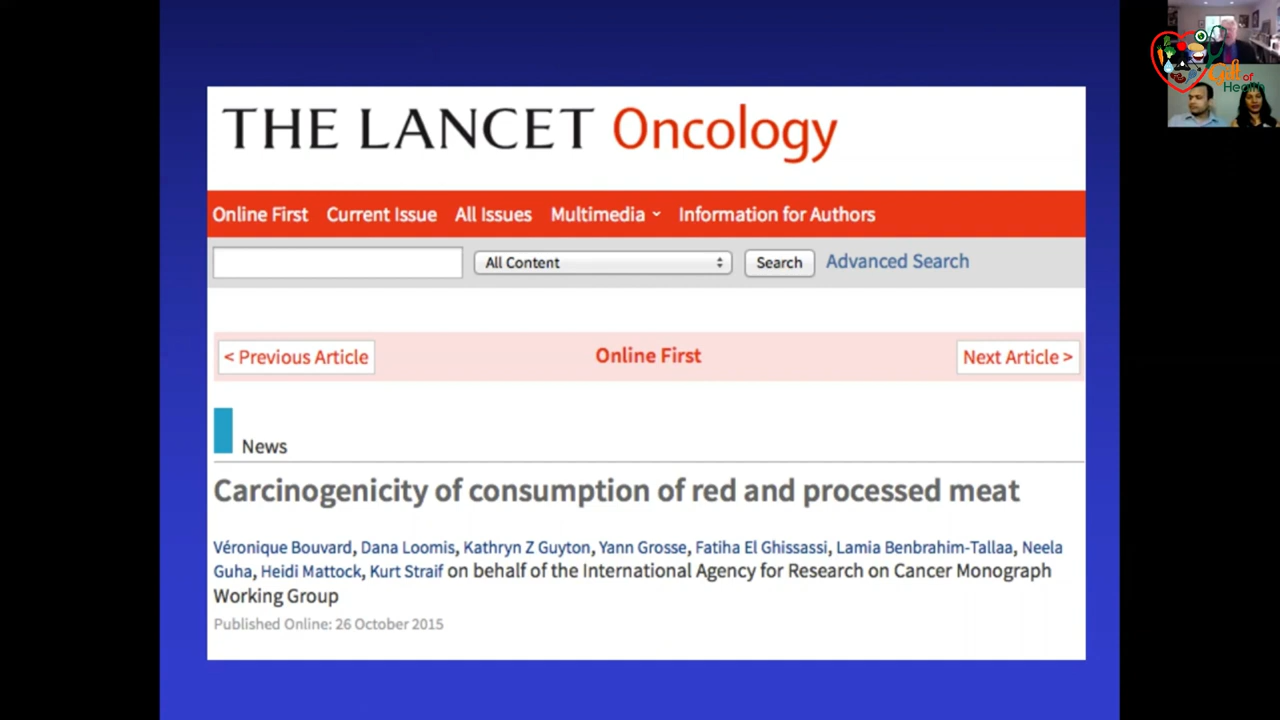 THE LANCET Oncology
Online First Current Issue All Issues Multimedia Information for Authors
All Content Search Advanced Search
< Previous Article Online First Next Article >
News
Carcinogenicity of consumption of red and processed meat
Véronique Bouvard, Dana Loomis, Kathryn Z Guyton, Yann Grosse, Fatiha El Ghissassi, Lamia Benbrahim-Tallaa, Neela
Guha, Heidi Mattock, Kurt Straif on behalf of the International Agency for Research on Cancer Monograph
Working Group
Published Online: 26 October 2015
Gift of
Health